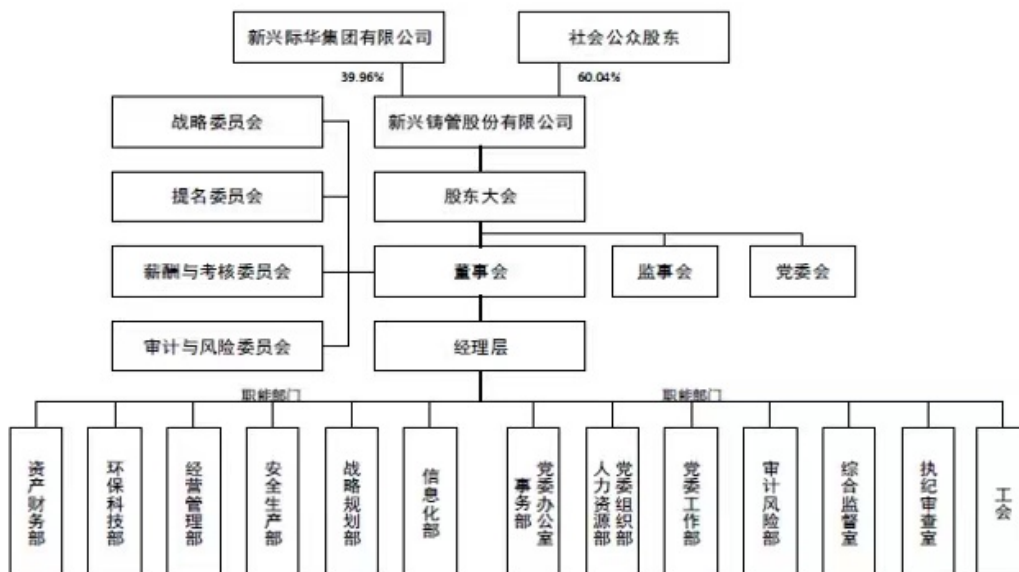 新兴际华集团有限公司
社会公众股东
39.96%
60.04%
战略委员会
新兴铸管股份有限公司
提名委员会
股东大会
薪酬与考核委员会
董事会
监事会
党委会
审计与风险委员会
经理层
职能部门
职能部门
资产财务部
环保科技部
经营管理部
安全生产部
战略规划部
信息化部
党委办公室
事务部
党委组织部
人力资源部
党委工作部
审计风险部
综合监督室
执纪审查室
工会